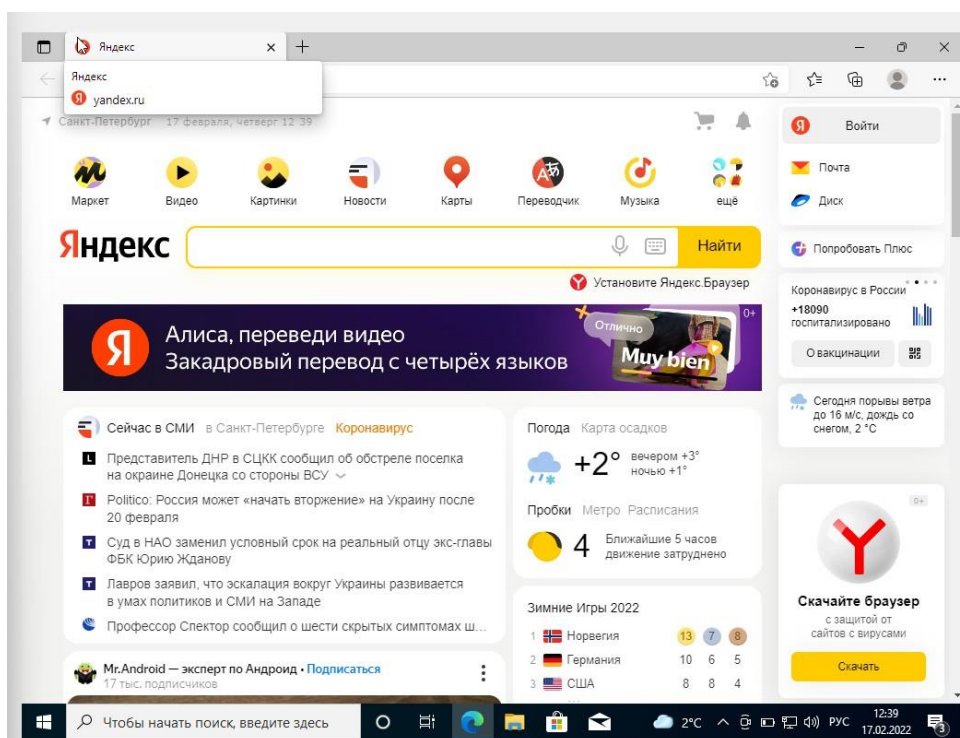 Яндекс
Яндекс
yandex.ru
Санкт-Петербург 17 февраля, четверг 12 39
Войти
Маркет
Видео
Картинки
Новости
Карты
Переводчик
Музыка
ещё
Почта
Диск
Яндекс
Найти
Попробовать Плюс
Установите Яндекс.Браузер
Коронавирус в России
+18090
госпитализировано
О вакцинации
Алиса, переведи видео
Закадровый перевод с четырёх языков
Отлично
Muy bien
0+
Сегодня порывы ветра
до 16 м/с, дождь со
снегом, 2 °C
Сейчас в СМИ в Санкт-Петербурге Коронавирус
Представитель ДНР в СЦКК сообщил об обстреле поселка
на окраине Донецка со стороны ВСУ
Politico: Россия может «начать вторжение» на Украину после
20 февраля
Суд в НАО заменил условный срок на реальный отцу экс-главы
ФБК Юрию Жданову
Лавров заявил, что эскалация вокруг Украины развивается
в умах политиков и СМИ на Западе
Профессор Спектор сообщил о шести скрытых симптомах ш...
Погода Карта осадков
+2° вечером +3°
ночью +1°
Пробки Метро Расписания
4 Ближайшие 5 часов
движение затруднено
Зимние Игры 2022
1 Норвегия 13 7 8
2 Германия 10 6 5
3 США 8 8 4
0+
Скачайте браузер
с защитой от
сайтов с вирусами
Скачать
Mr.Android — эксперт по Андроид • Подписаться
17 тыс. подписчиков
Чтобы начать поиск, введите здесь
2°C
РУС
12:39
17.02.2022
3